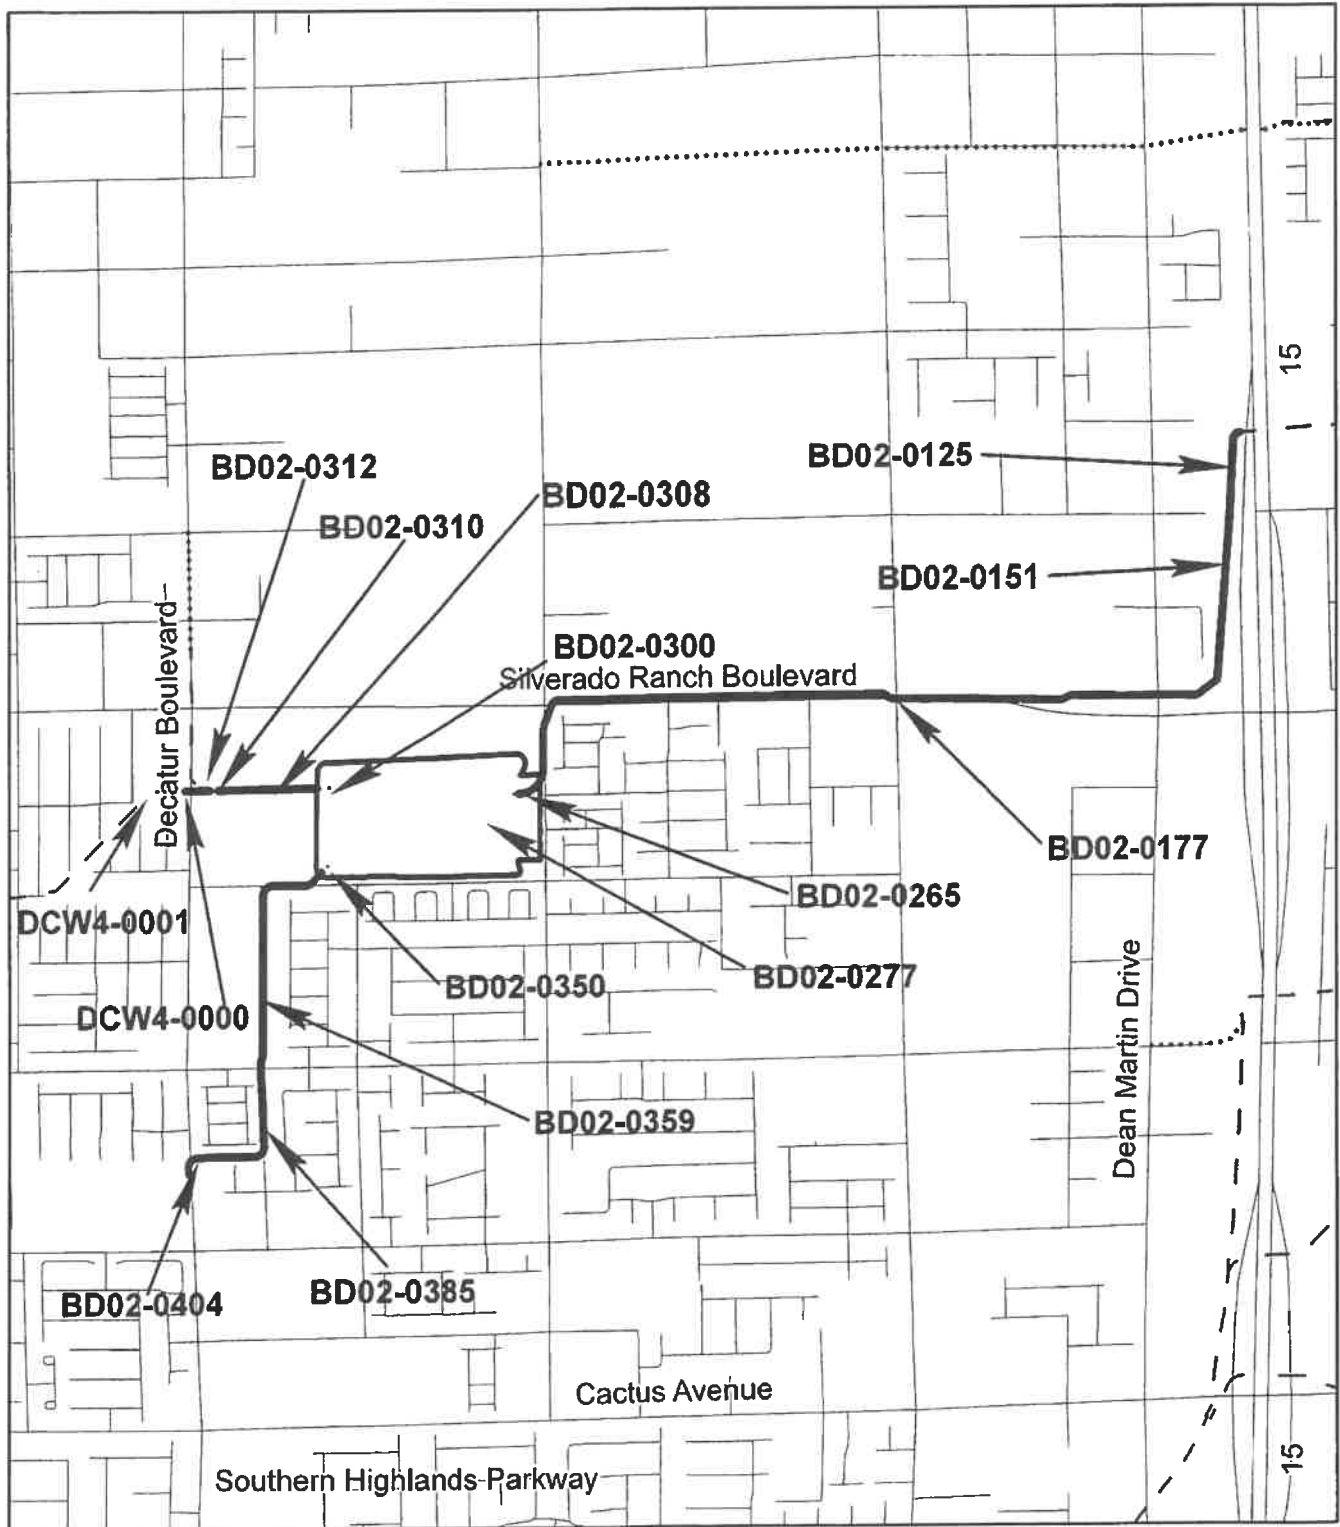 15
BD02-0312
BD02-0125
BD02-0308
BD02-0310
BD02-0151
Decatur Boulevard
BD02-0300
Silverado Ranch Boulevard
BD02-0177
BD02-0265
DCW4-0001
BD02-0277
BD02-0350
DCW4-0000
Dean Martin Drive
BD02-0359
BD02-0385
BD02-0404
Cactus Avenue
15
Southern Highlands Parkway